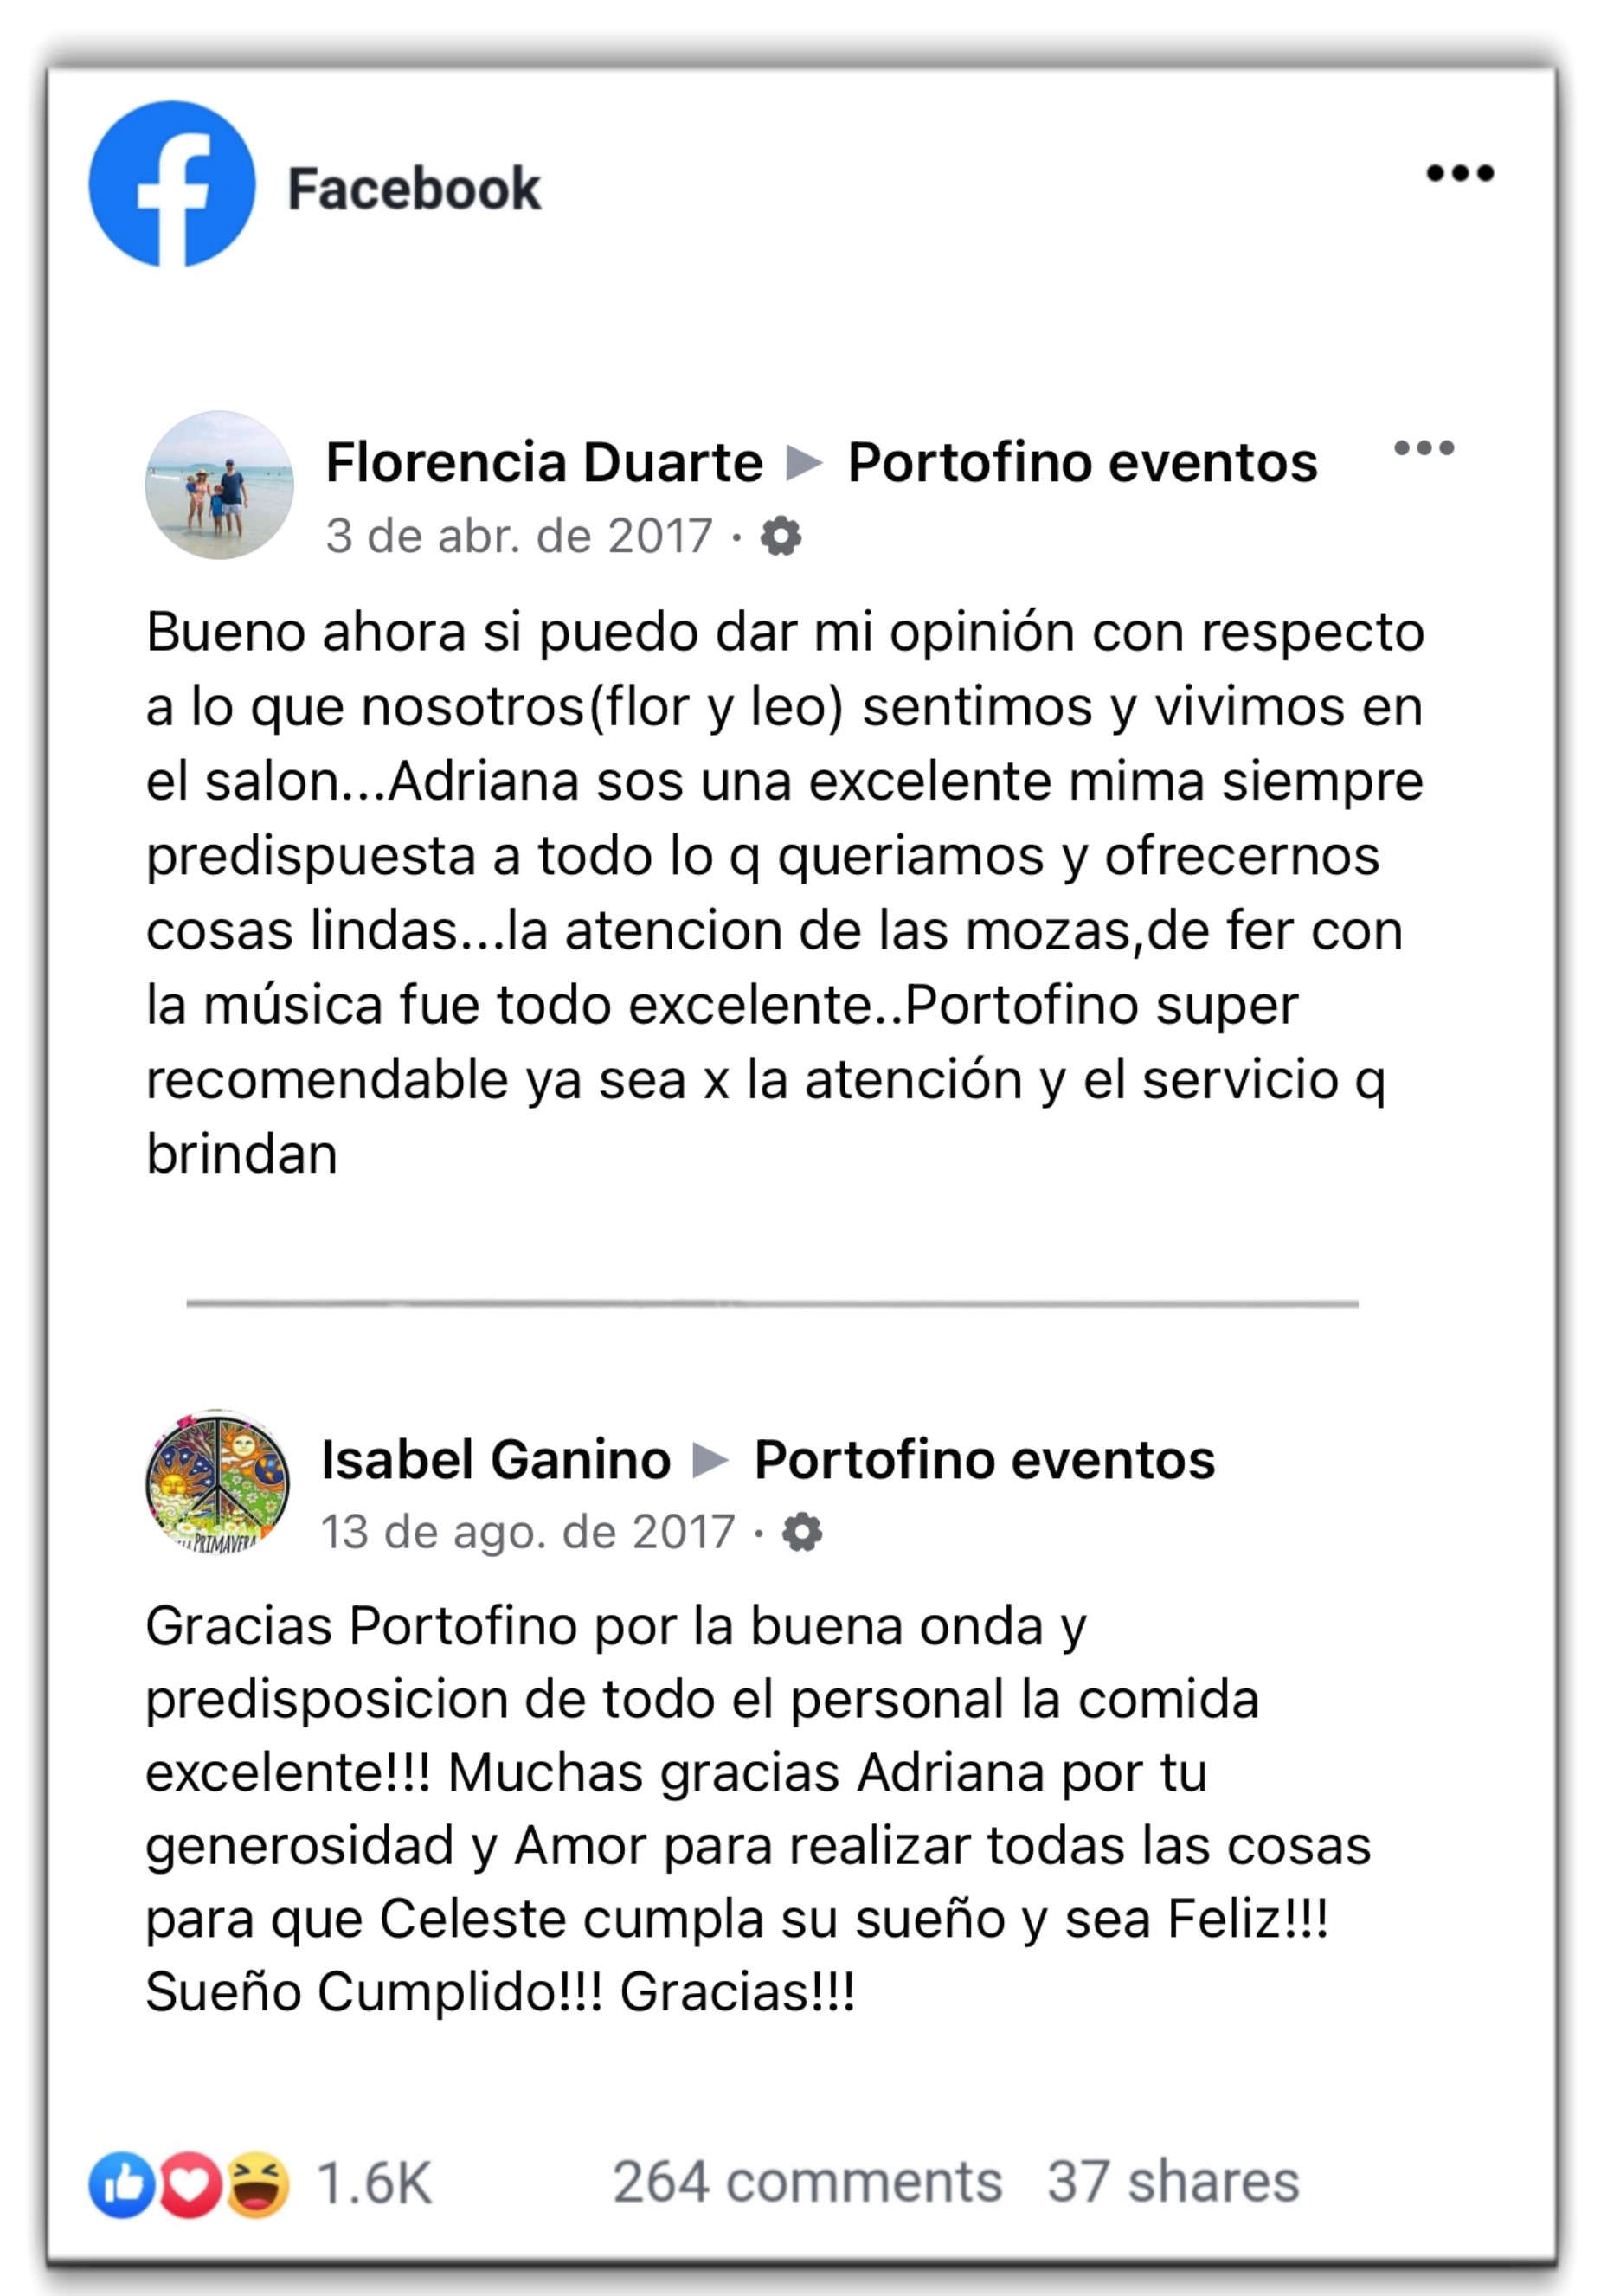 Facebook
Florencia Duarte ▶ Portofino eventos
3 de abr. de 2017 ·
Bueno ahora si puedo dar mi opinión con respecto
a lo que nosotros(flor y leo) sentimos y vivimos en
el salon...Adriana sos una excelente mima siempre
predispuesta a todo lo q queriamos y ofrecernos
cosas lindas...la atencion de las mozas,de fer con
la música fue todo excelente..Portofino super
recomendable ya sea x la atención y el servicio q
brindan
Isabel Ganino ▶ Portofino eventos
13 de ago. de 2017 ·
PRIMAVERA
Gracias Portofino por la buena onda y
predisposicion de todo el personal la comida
excelente!!! Muchas gracias Adriana por tu
generosidad y Amor para realizar todas las cosas
para que Celeste cumpla su sueño y sea Feliz!!!
Sueño Cumplido!!! Gracias!!!
1.6K 264 comments 37 shares